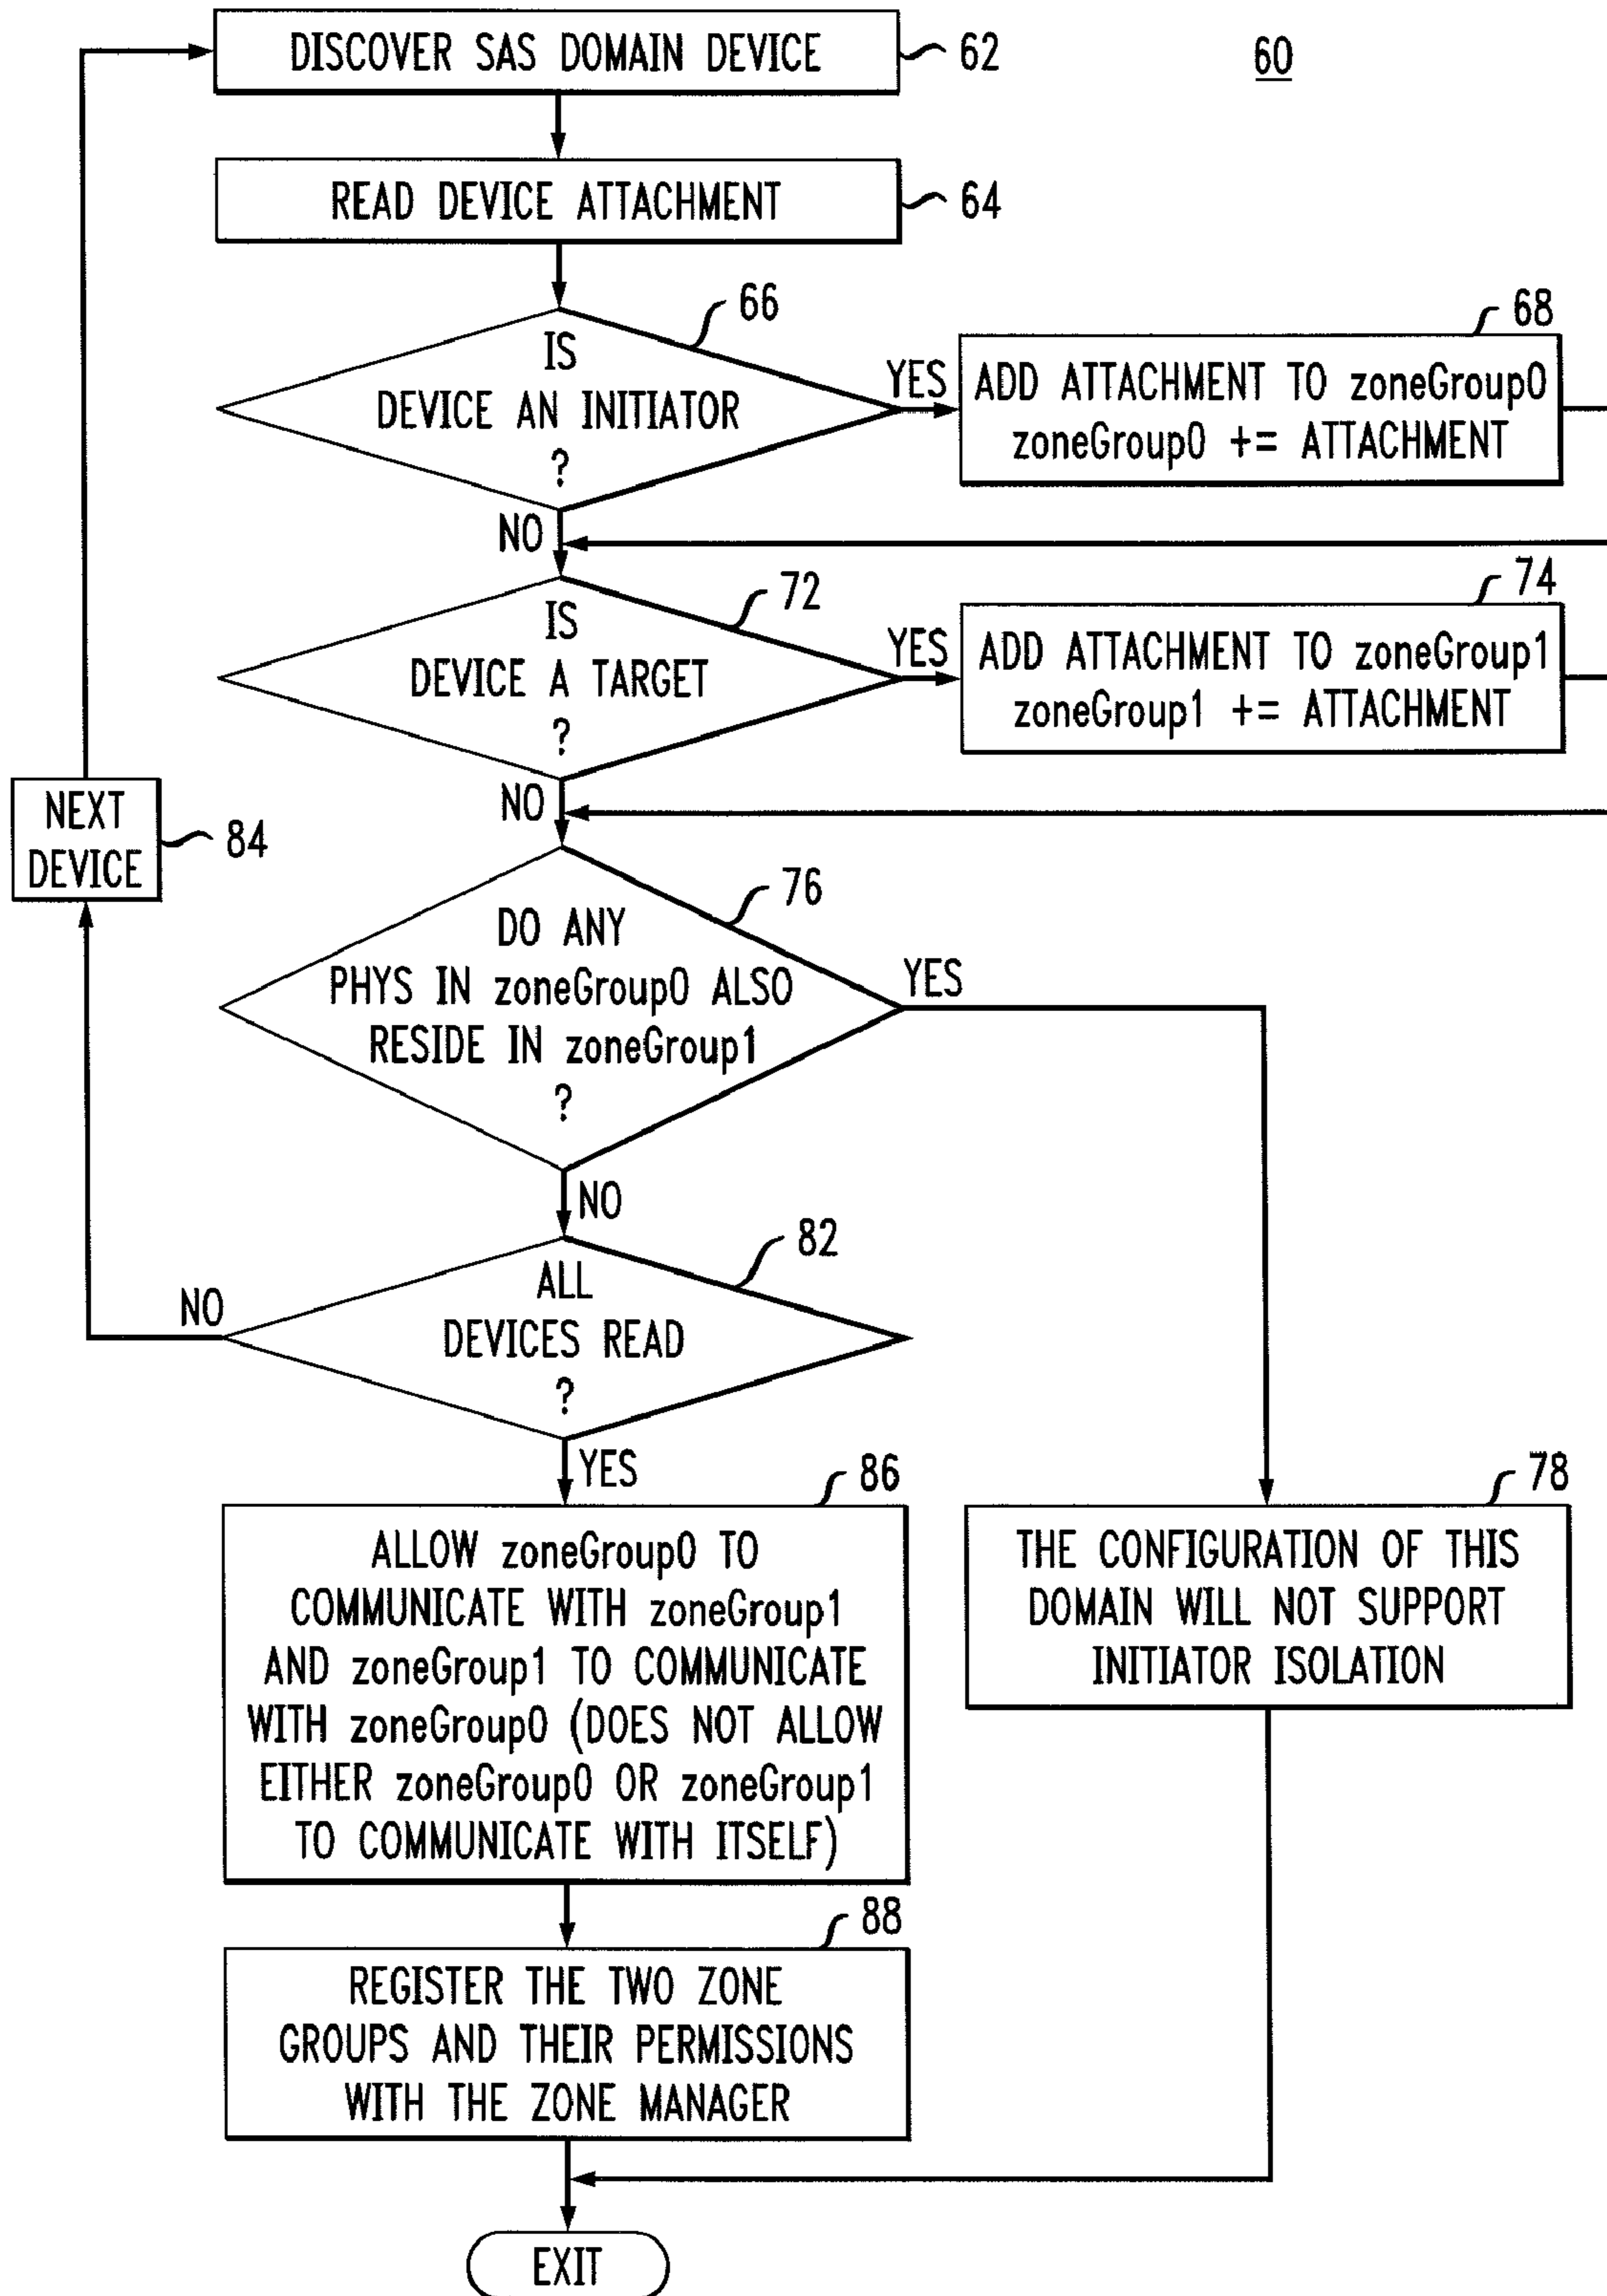 DISCOVER SAS DOMAIN DEVICE
62
60
READ DEVICE ATTACHMENT
64
66
IS
DEVICE AN INITIATOR
?
YES
68
ADD ATTACHMENT TO zoneGroup0
zoneGroup0 += ATTACHMENT
NO
72
IS
DEVICE A TARGET
?
YES
74
ADD ATTACHMENT TO zoneGroup1
zoneGroup1 += ATTACHMENT
NO
NEXT
DEVICE
84
76
DO ANY
PHYS IN zoneGroup0 ALSO
RESIDE IN zoneGroup1
?
YES
NO
82
ALL
DEVICES READ
?
NO
YES
86
ALLOW zoneGroup0 TO
COMMUNICATE WITH zoneGroup1
AND zoneGroup1 TO COMMUNICATE
WITH zoneGroup0 (DOES NOT ALLOW
EITHER zoneGroup0 OR zoneGroup1
TO COMMUNICATE WITH ITSELF)
78
THE CONFIGURATION OF THIS
DOMAIN WILL NOT SUPPORT
INITIATOR ISOLATION
88
REGISTER THE TWO ZONE
GROUPS AND THEIR PERMISSIONS
WITH THE ZONE MANAGER
EXIT